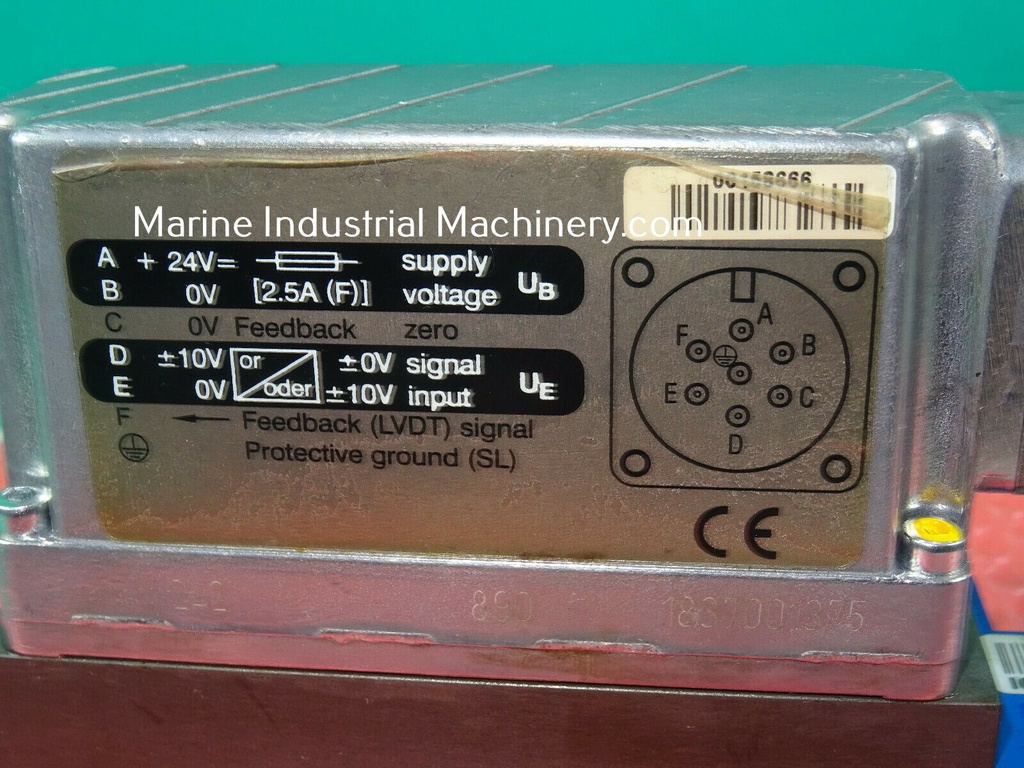 Marine Industrial Machinery.com
A + 24V= supply
B 0V [2.5A (F)] voltage UB
C 0V Feedback zero
D ±10V or ±0V signal
E 0V oder ±10V input UE
F ← Feedback (LVDT) signal
Protective ground (SL)
A
F B
E C
D
CE
890